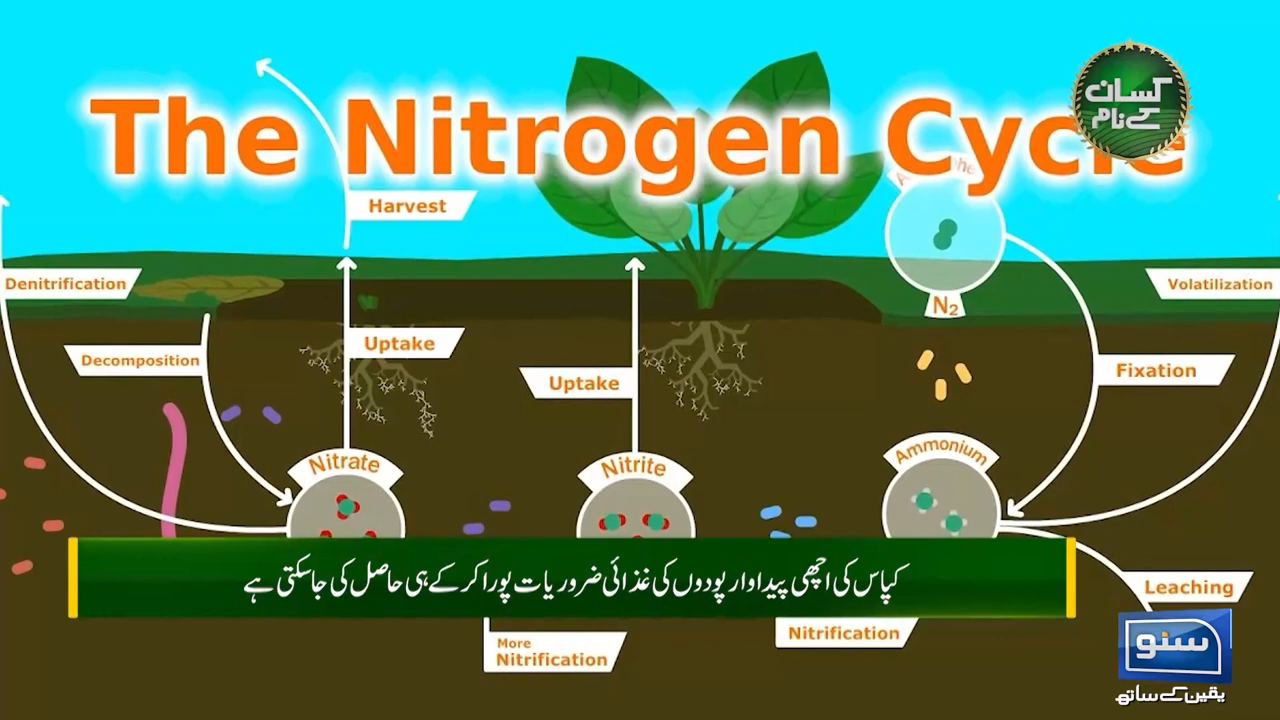 The Nitrogen Cycle
کسان
کے نام
Harvest
Denitrification
N₂
Volatilization
Decomposition
Uptake
Uptake
Fixation
Nitrate
Nitrite
Ammonium
کپاس کی اچھی پیداوار پودوں کی غذائی ضروریات پورا کر کے ہی حاصل کی جاسکتی ہے
Leaching
More
Nitrification
Nitrification
سنو
یقین کے ساتھ